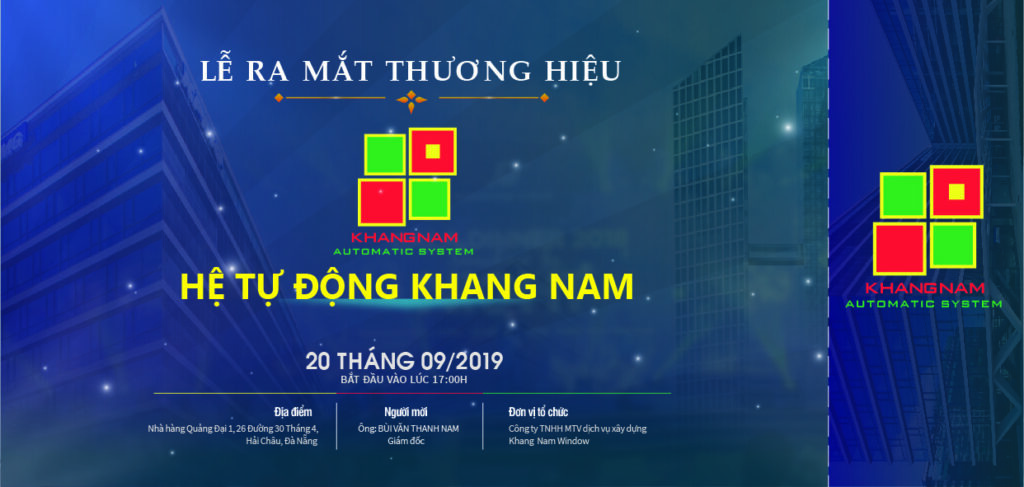 LỄ RA MẮT THƯƠNG HIỆU
KHANGNAM
AUTOMATIC SYSTEM
HỆ TỰ ĐỘNG KHANG NAM
20 THÁNG 09/2019
BẮT ĐẦU VÀO LÚC 17:00H
Địa điểm
Nhà hàng Quảng Đại 1, 26 Đường 30 Tháng 4,
Hải Châu, Đà Nẵng
Người mời
Ông: BÙI VĂN THANH NAM
Giám đốc
Đơn vị tổ chức
Công ty TNHH MTV dịch vụ xây dựng
Khang Nam Window
KHANGNAM
AUTOMATIC SYSTEM